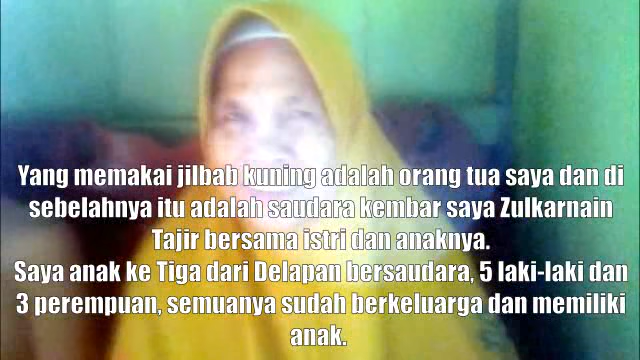 Yang memakai jilbab kuning adalah orang tua saya dan di
sebelahnya itu adalah saudara kembar saya Zulkarnain
Tajir bersama istri dan anaknya.
Saya anak ke Tiga dari Delapan bersaudara, 5 laki-laki dan
3 perempuan, semuanya sudah berkeluarga dan memiliki
anak.